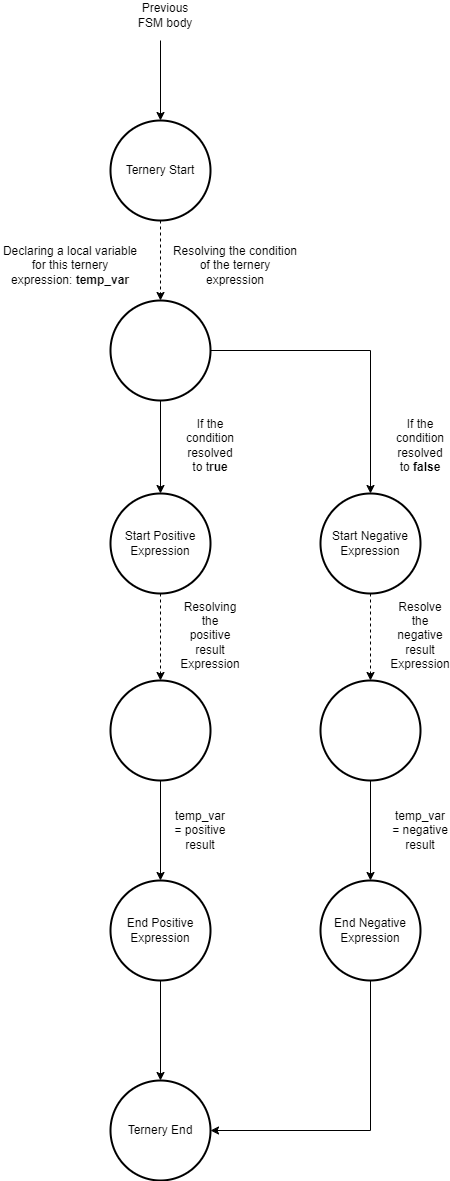 Previous
FSM body
Ternery Start
Declaring a local variable
for this ternery
expression: temp_var
Resolving the condition
of the ternery
expression
If the
condition
resolved
to true
If the
condition
resolved
to false
Start Positive
Expression
Start Negative
Expression
Resolving
the
positive
result
Expression
Resolve
the
negative
result
Expression
temp_var
= positive
result
temp_var
= negative
result
End Positive
Expression
End Negative
Expression
Ternery End